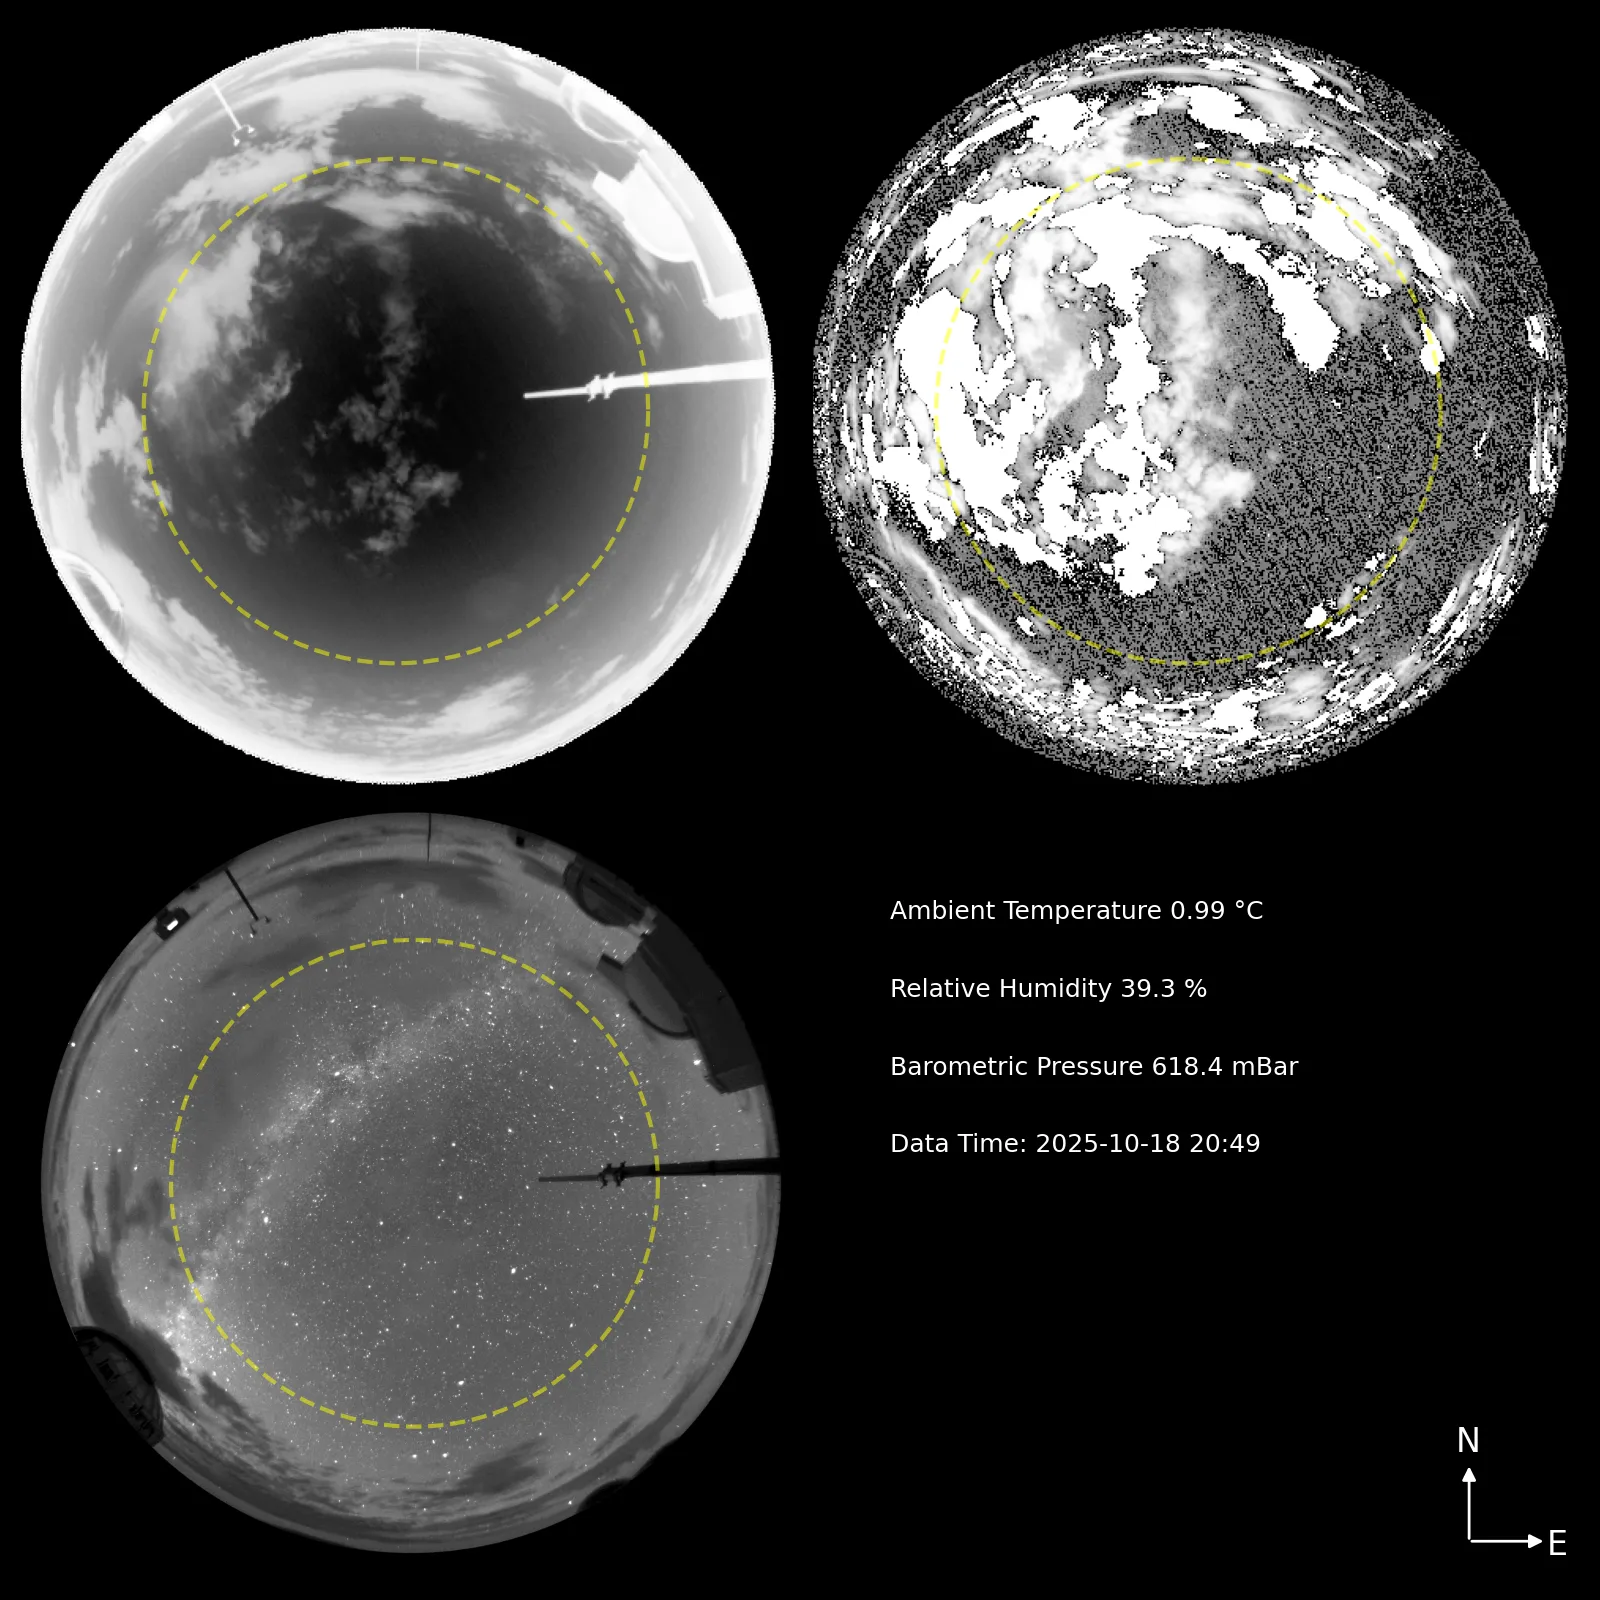 Ambient Temperature 0.99 °C
Relative Humidity 39.3 %
Barometric Pressure 618.4 mBar
Data Time: 2025-10-18 20:49
N
E